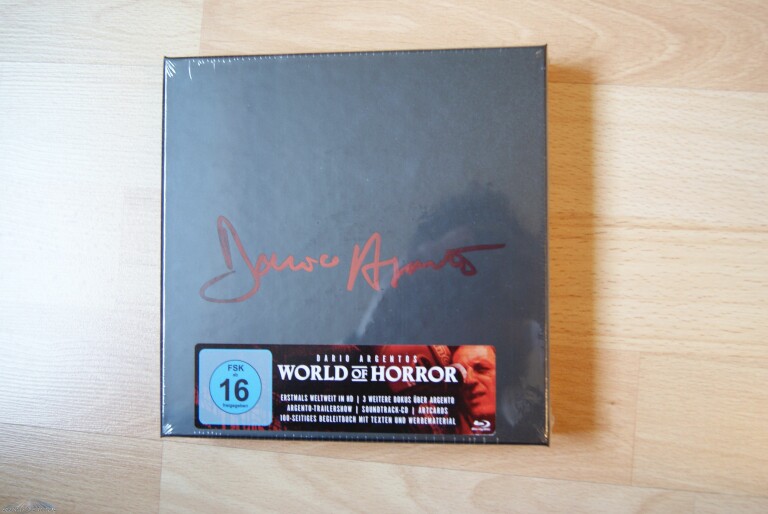 Dario Argento
DARIO ARGENTOS
WORLD OF HORROR
FSK
ab
16
freigegeben
ERSTMALS WELTWEIT IN HD | 3 WEITERE DOKUS ÜBER ARGENTO
ARGENTO-TRAILERSHOW | SOUNDTRACK-CD | ARTCARDS
100-SEITIGES BEGLEITBUCH MIT TEXTEN UND WERBEMATERIAL